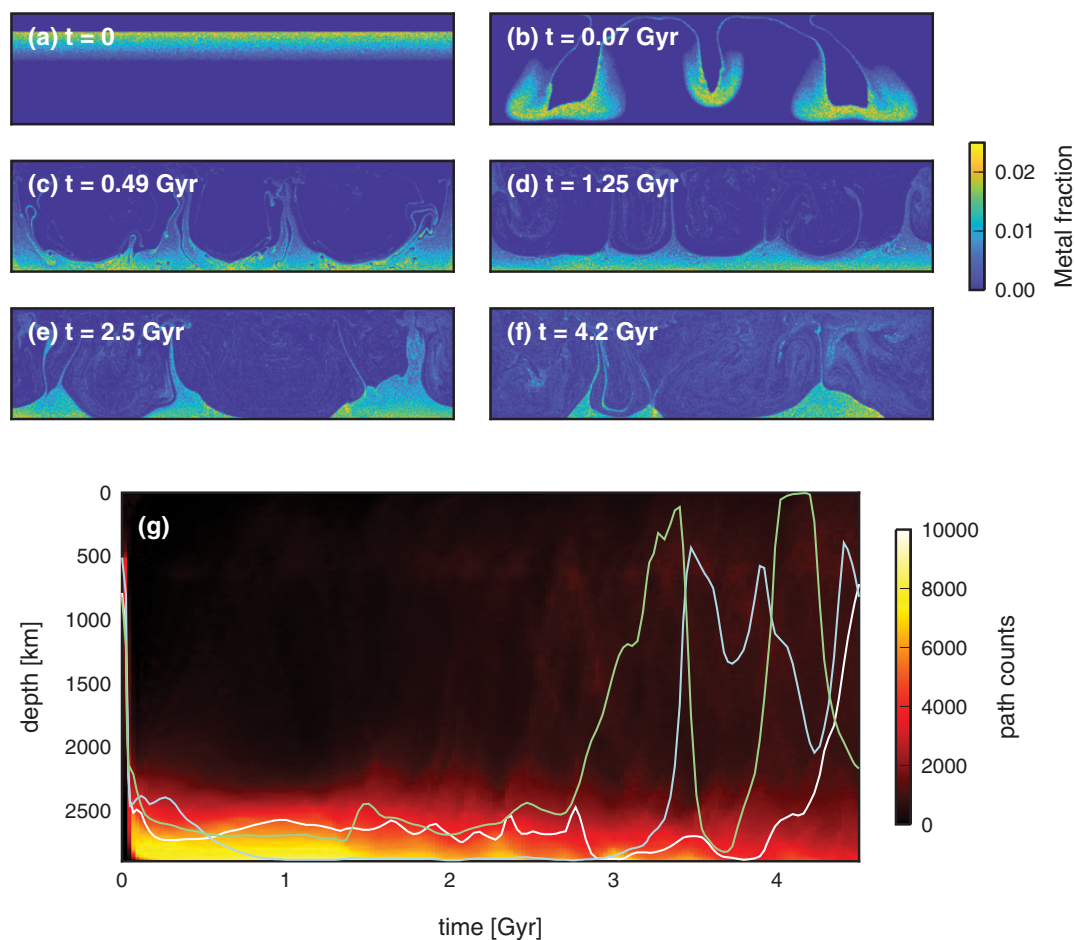 (a) t = 0
(b) t = 0.07 Gyr
(c) t = 0.49 Gyr
(d) t = 1.25 Gyr
(e) t = 2.5 Gyr
(f) t = 4.2 Gyr
0.02
0.01
0.00
Metal fraction
(g)
0
500
1000
1500
2000
2500
depth [km]
0 1 2 3 4
time [Gyr]
10000
8000
6000
4000
2000
0
path counts